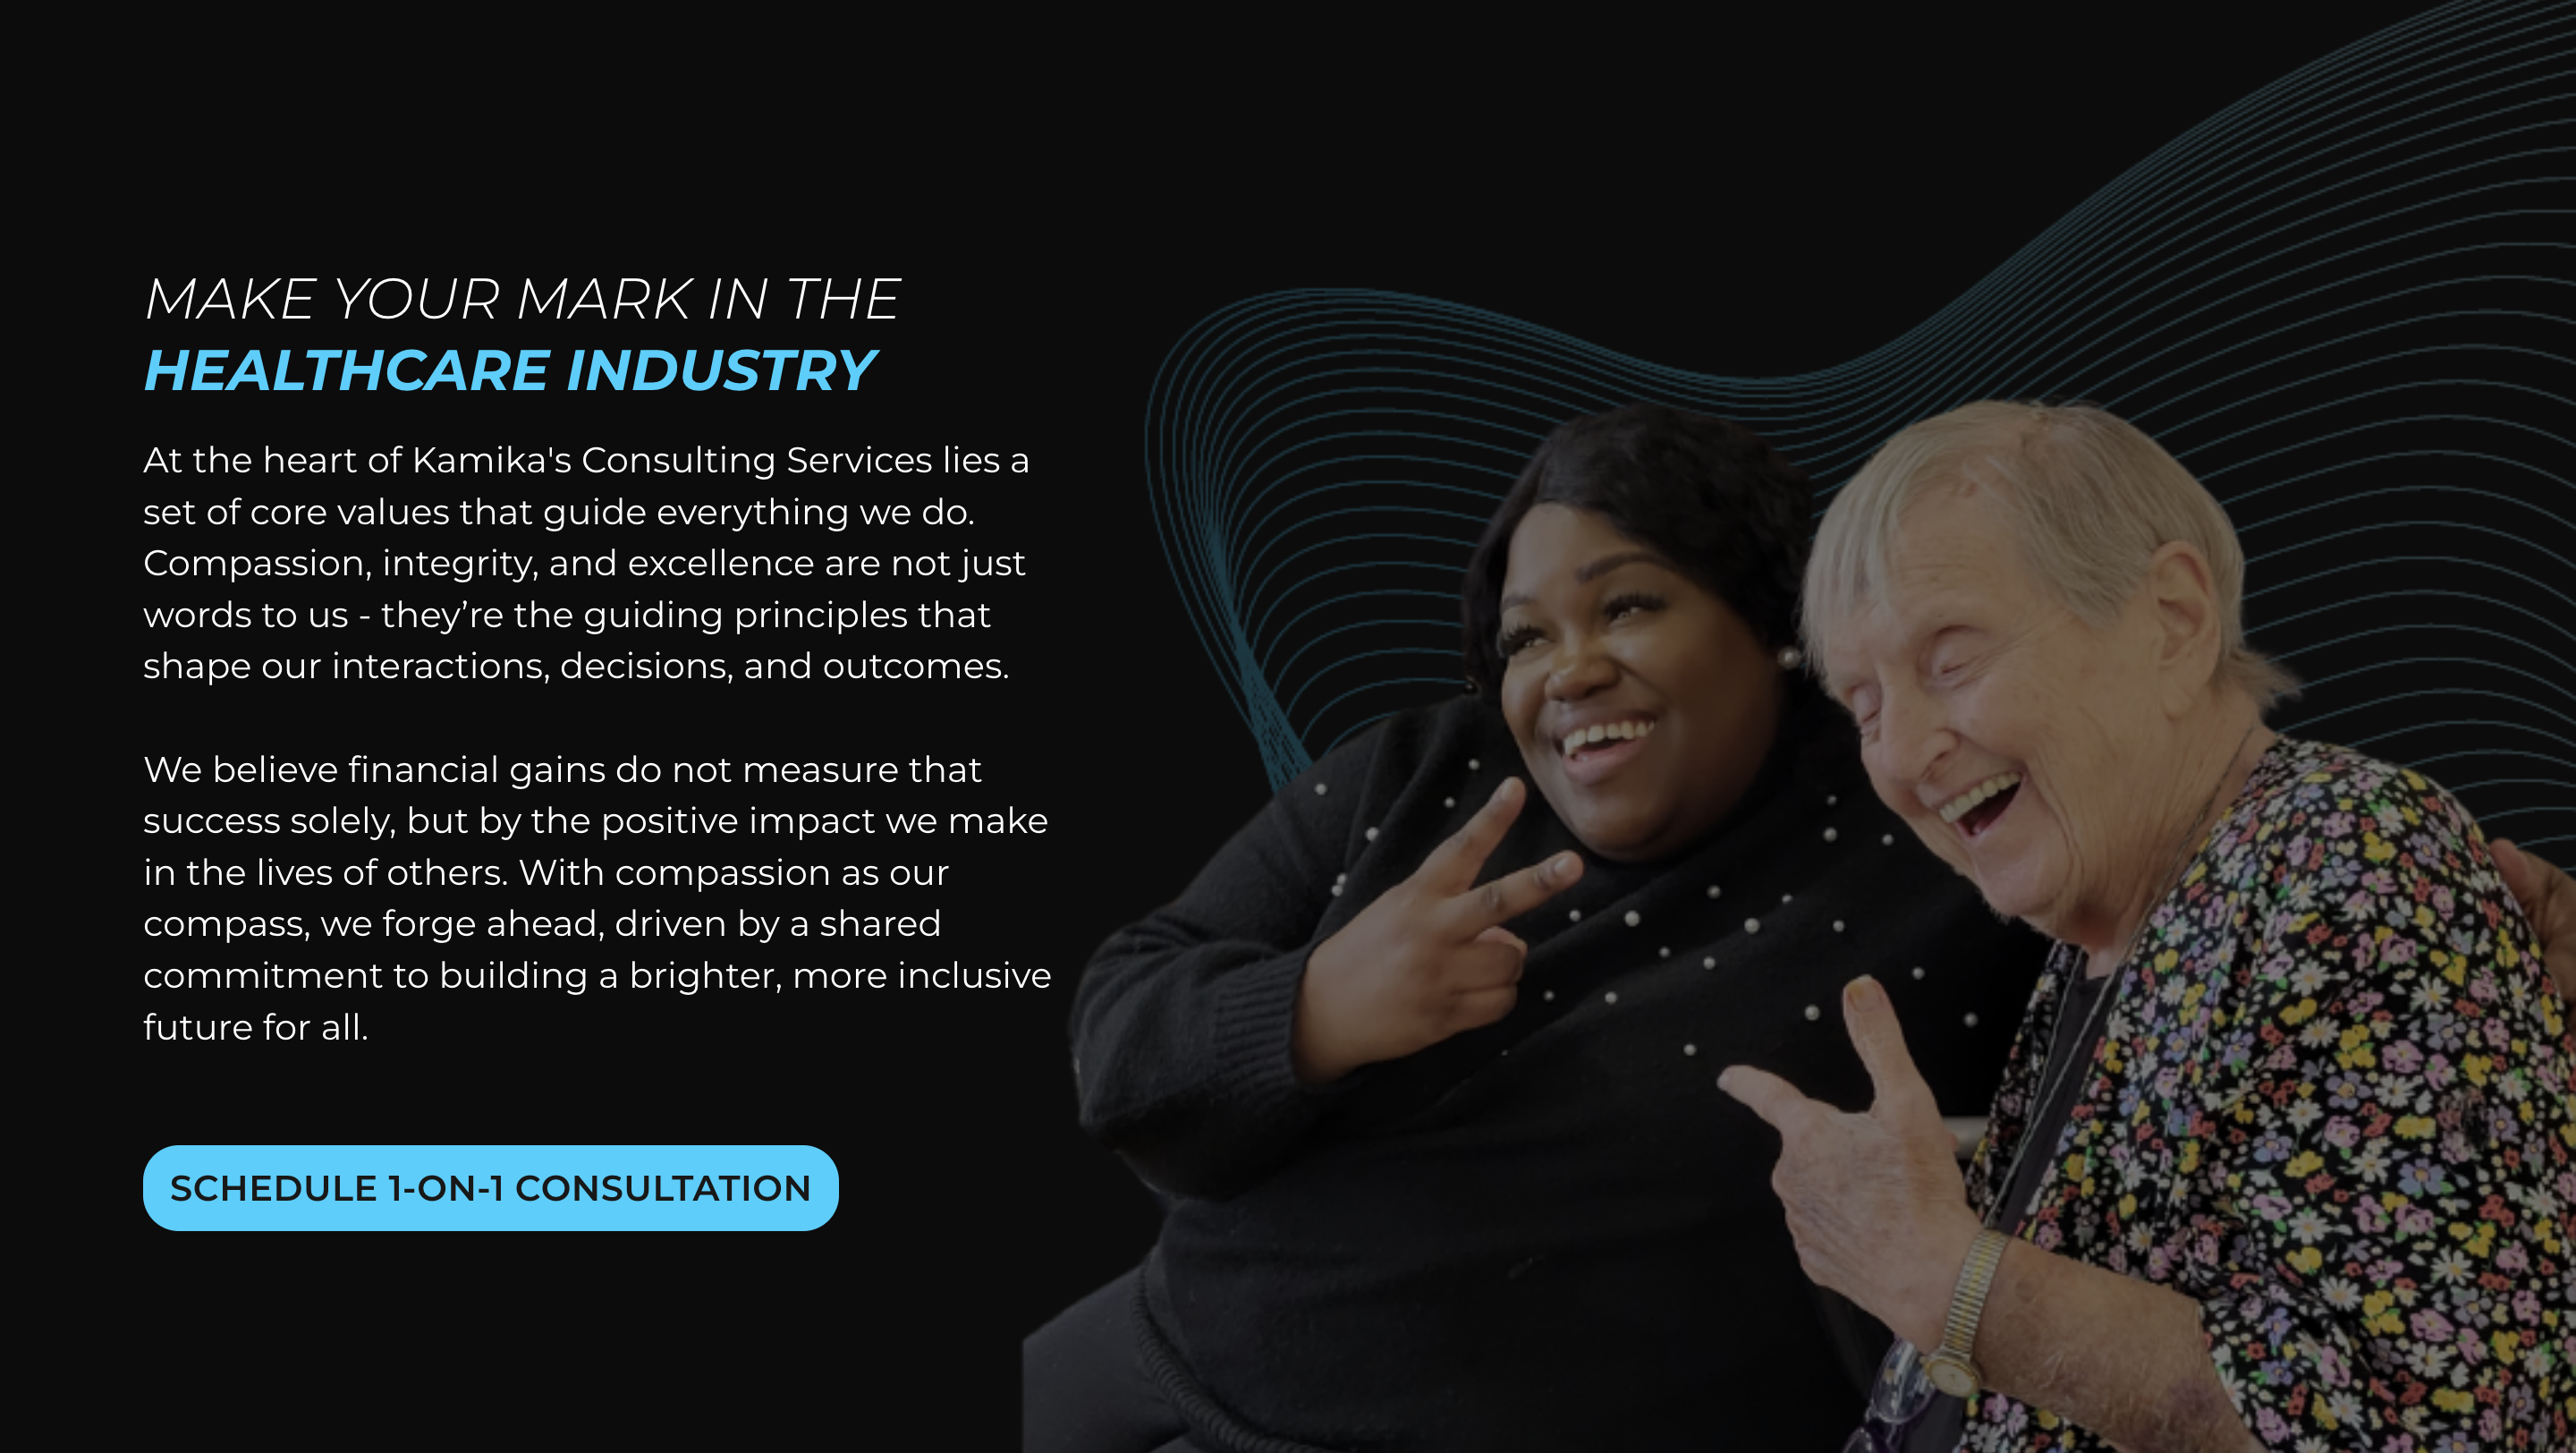 MAKE YOUR MARK IN THE
HEALTHCARE INDUSTRY
At the heart of Kamika's Consulting Services lies a
set of core values that guide everything we do.
Compassion, integrity, and excellence are not just
words to us - they’re the guiding principles that
shape our interactions, decisions, and outcomes.
We believe financial gains do not measure that
success solely, but by the positive impact we make
in the lives of others. With compassion as our
compass, we forge ahead, driven by a shared
commitment to building a brighter, more inclusive
future for all.
SCHEDULE 1-ON-1 CONSULTATION